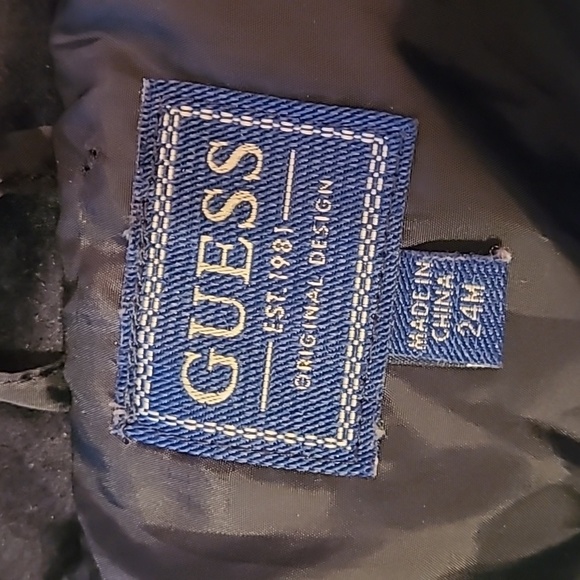 GUESS
EST. 1981
ORIGINAL DESIGN
MADE IN
CHINA
24M